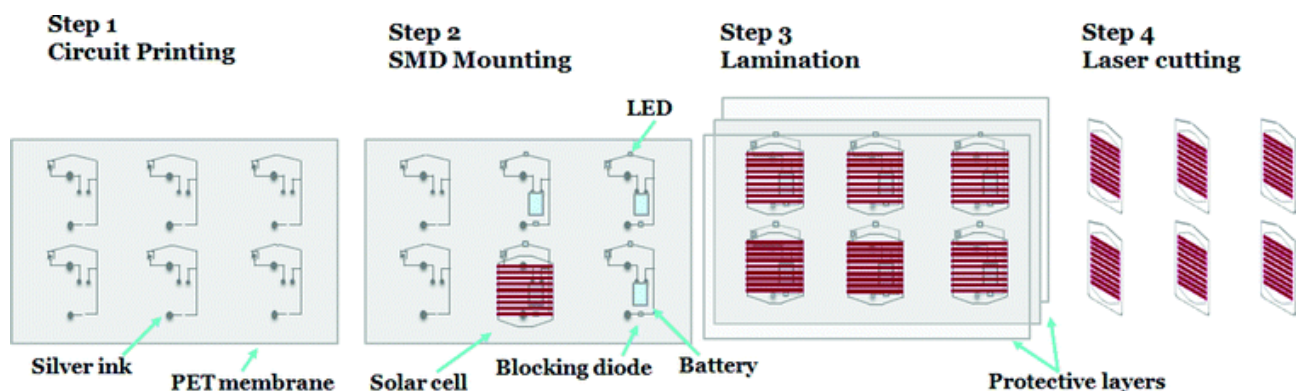 Step 1
Circuit Printing
Step 2
SMD Mounting
Step 3
Lamination
Step 4
Laser cutting
LED
Silver ink
PET membrane
Solar cell
Blocking diode
Battery
Protective layers